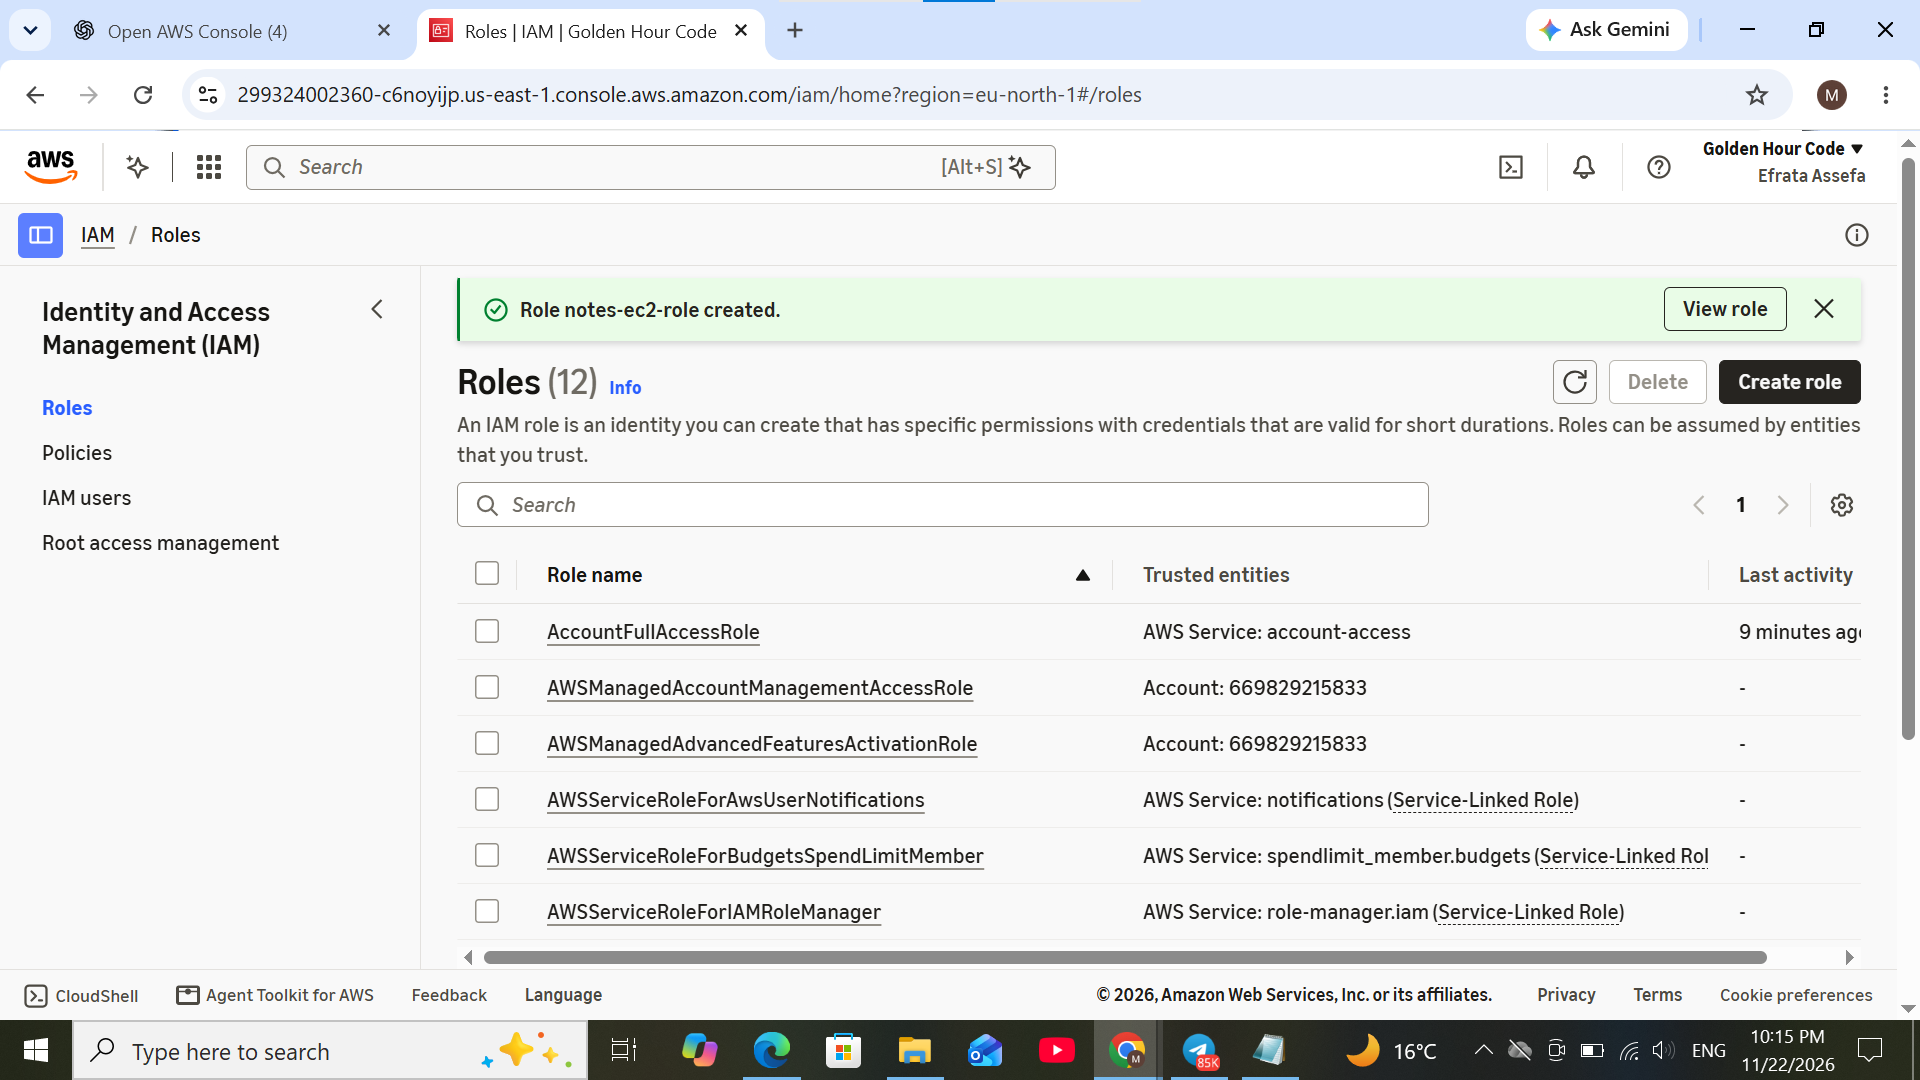 Open AWS Console (4)
Roles | IAM | Golden Hour Code
Ask Gemini
299324002360-c6noyijp.us-east-1.console.aws.amazon.com/iam/home?region=eu-north-1#/roles
M
aws
Search
[Alt+S]
Golden Hour Code
Efrata Assefa
IAM / Roles
Identity and Access
Management (IAM)
Roles
Policies
IAM users
Root access management
Role notes-ec2-role created.
View role
Roles (12) Info
Delete
Create role
An IAM role is an identity you can create that has specific permissions with credentials that are valid for short durations. Roles can be assumed by entities
that you trust.
Search
1
Role name
Trusted entities
Last activity
AccountFullAccessRole
AWS Service: account-access
9 minutes ago
AWSManagedAccountManagementAccessRole
Account: 669829215833
-
AWSManagedAdvancedFeaturesActivationRole
Account: 669829215833
-
AWSServiceRoleForAwsUserNotifications
AWS Service: notifications (Service-Linked Role)
-
AWSServiceRoleForBudgetsSpendLimitMember
AWS Service: spendlimit_member.budgets (Service-Linked Rol
-
AWSServiceRoleForIAMRoleManager
AWS Service: role-manager.iam (Service-Linked Role)
-
CloudShell
Agent Toolkit for AWS
Feedback
Language
© 2026, Amazon Web Services, Inc. or its affiliates.
Privacy
Terms
Cookie preferences
Type here to search
M
85K
16°C
ENG
10:15 PM
11/22/2026